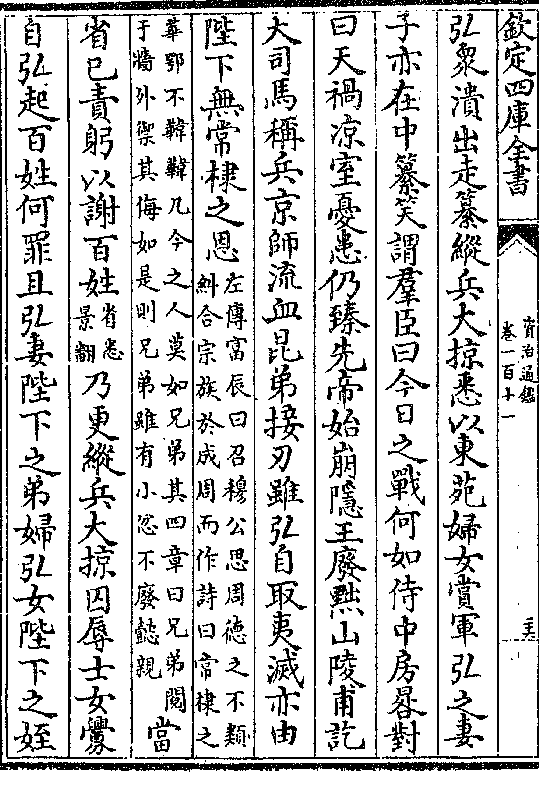 欽定四庫全書
資治通鑑
卷一百十一
弘衆潰出走纂縱兵大掠悉以東苑婦女賞軍弘之妻
子亦在中纂笑謂羣臣曰今日之戰何如侍中房晷對
曰天禍凉室憂患仍臻先帝始崩隱王廢黜山陵甫訖
大司馬稱兵京師流血昆弟接刃雖弘自取夷滅亦由
陛下無常棣之恩
左傳富辰曰召穆公思周德之不類
糾合宗族於成周而作詩曰常棣之
華鄂不韡韡凡今之人莫如兄弟其四章曰兄弟䦧
于牆外禦其侮如是則兄弟雖有小忿不廢懿親
當
省已責躬以謝百姓
省悉
景翻
乃更縱兵大掠囚辱士女釁
自弘起百姓何罪且弘妻陛下之弟婦弘女陛下之姪